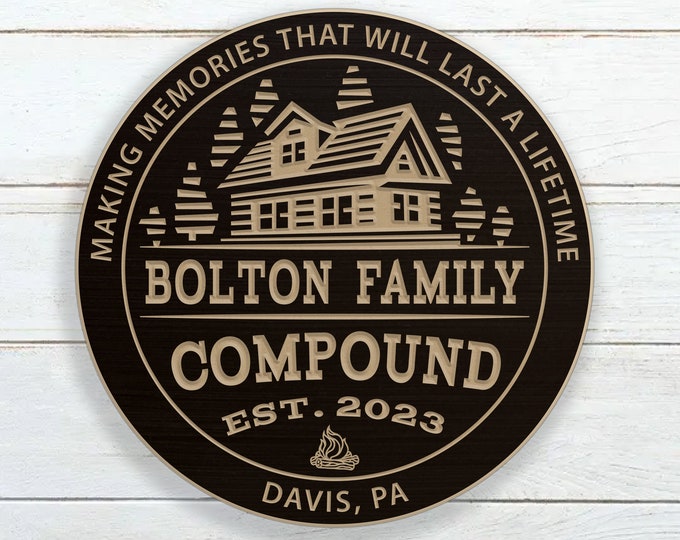 MAKING MEMORIES THAT WILL LAST A LIFETIME
BOLTON FAMILY
COMPOUND
EST. 2023
DAVIS, PA